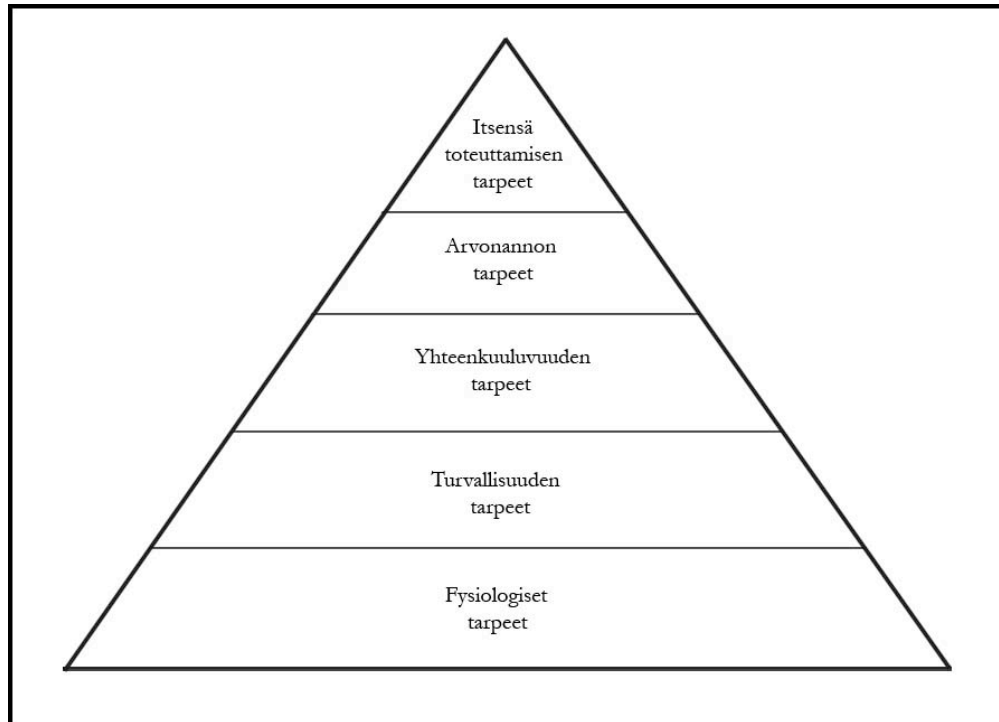 Itsensä
toteuttamisen
tarpeet
Arvonannon
tarpeet
Yhteenkuuluvuuden
tarpeet
Turvallisuuden
tarpeet
Fysiologiset
tarpeet